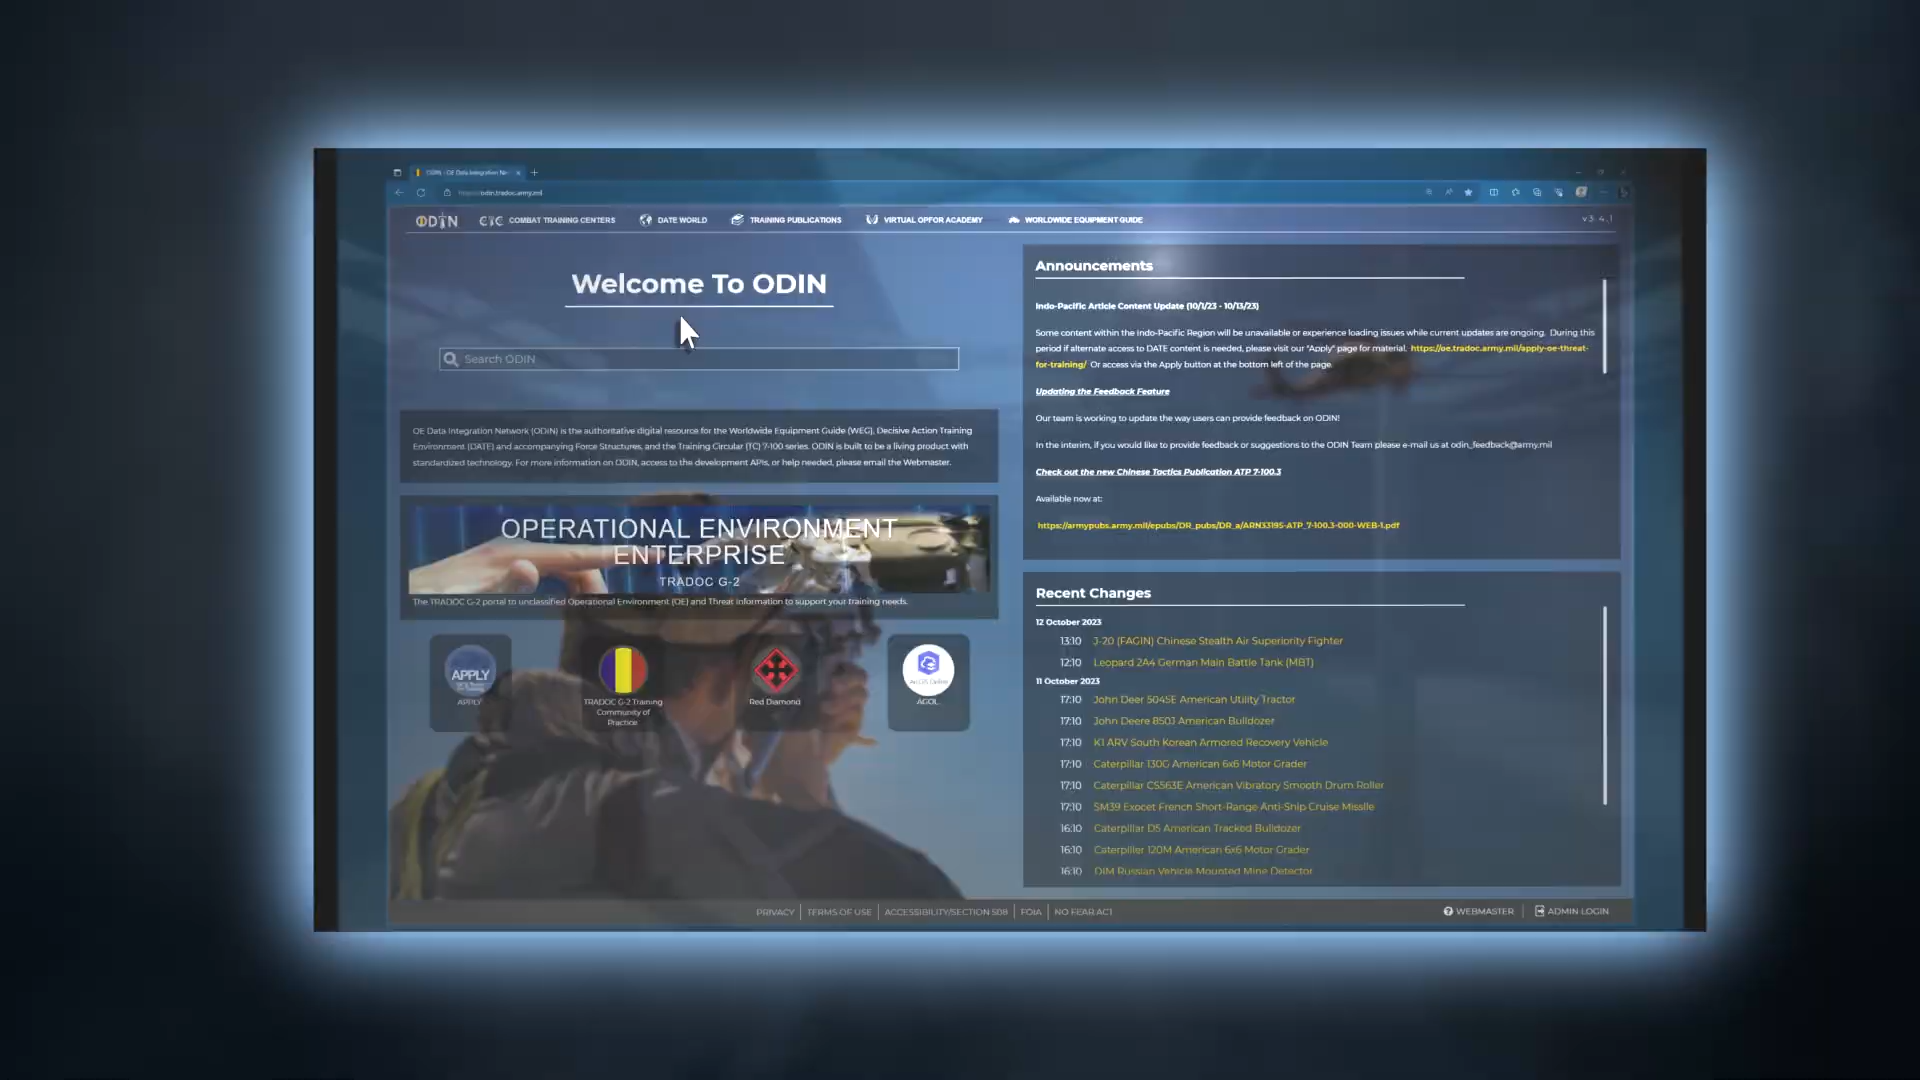 ODIN - OE Data Integration Ne
https://odin.tradoc.army.mil
ODIN CTC COMBAT TRAINING CENTERS DATE WORLD TRAINING PUBLICATIONS VIRTUAL OPFOR ACADEMY WORLDWIDE EQUIPMENT GUIDE v3.4.1
Welcome To ODIN
Search ODIN
OE Data Integration Network (ODIN) is the authoritative digital resource for the Worldwide Equipment Guide (WEG), Decisive Action Training
Environment (DATE) and accompanying Force Structures, and the Training Circular (TC) 7-100 series. ODIN is built to be a living product with
standardized technology. For more information on ODIN, access to the development APIs, or help needed, please email the Webmaster.
OPERATIONAL ENVIRONMENT
ENTERPRISE
TRADOC G-2
The TRADOC G-2 portal to unclassified Operational Environment (OE) and Threat information to support your training needs.
APPLY
APPLY
TRADOC G-2 Training
Community of
Practice
Red Diamond
ArcGIS Online
AGOL
Announcements
Indo-Pacific Article Content Update (10/1/23 - 10/13/23)
Some content within the Indo-Pacific Region will be unavailable or experience loading issues while current updates are ongoing. During this
period if alternate access to DATE content is needed, please visit our "Apply" page for material. https://oe.tradoc.army.mil/apply-oe-threat-
for-training/ Or access via the Apply button at the bottom left of the page.
Updating the Feedback Feature
Our team is working to update the way users can provide feedback on ODIN!
In the interim, if you would like to provide feedback or suggestions to the ODIN Team please e-mail us at odin_feedback@army.mil
Check out the new Chinese Tactics Publication ATP 7-100.3
Available now at:
https://armypubs.army.mil/epubs/DR_pubs/DR_a/ARN33195-ATP_7-100.3-000-WEB-1.pdf
Recent Changes
12 October 2023
13:10 J-20 (FAGIN) Chinese Stealth Air Superiority Fighter
12:10 Leopard 2A4 German Main Battle Tank (MBT)
11 October 2023
17:10 John Deer 5045E American Utility Tractor
17:10 John Deere 850J American Bulldozer
17:10 K1 ARV South Korean Armored Recovery Vehicle
17:10 Caterpillar 130G American 6x6 Motor Grader
17:10 Caterpillar CS563E American Vibratory Smooth Drum Roller
17:10 SM39 Exocet French Short-Range Anti-Ship Cruise Missile
16:10 Caterpillar D5 American Tracked Bulldozer
16:10 Caterpiller 120M American 6x6 Motor Grader
16:10 DIM Russian Vehicle Mounted Mine Detector
PRIVACY TERMS OF USE ACCESSIBILITY/SECTION 508 FOIA NO FEAR ACT WEBMASTER ADMIN LOGIN